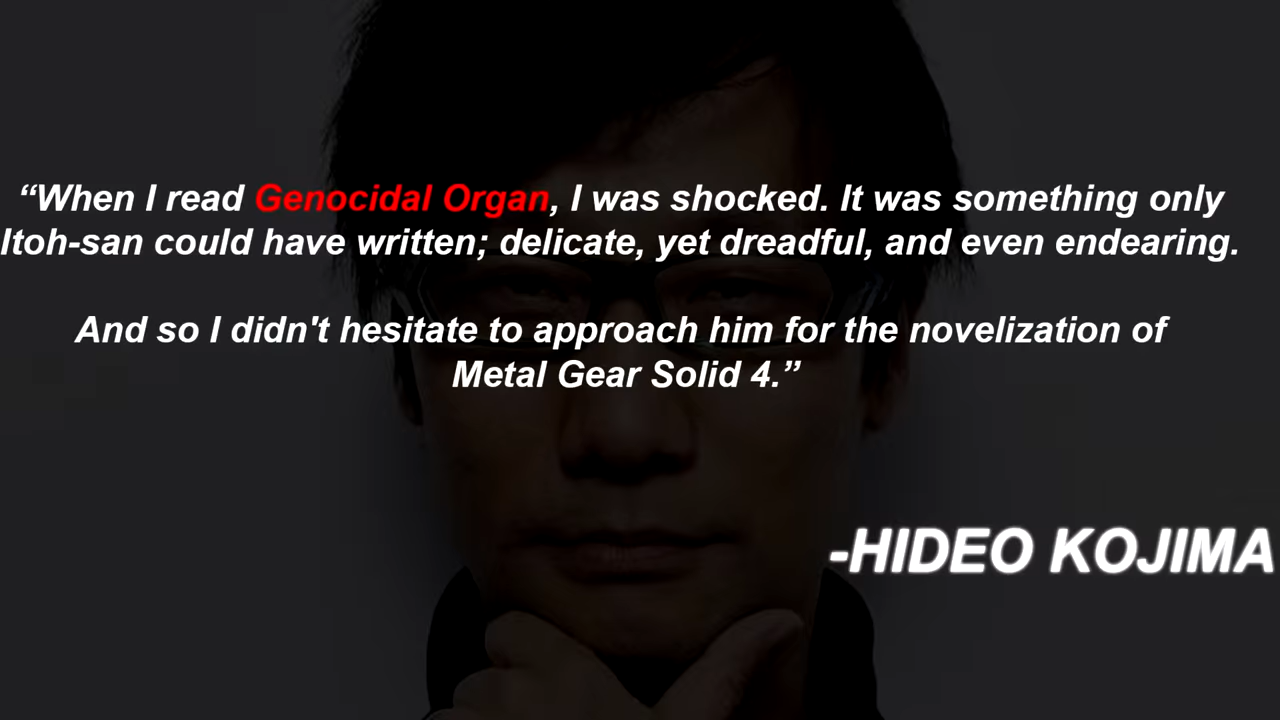 “When I read Genocidal Organ, I was shocked. It was something only
Itoh-san could have written; delicate, yet dreadful, and even endearing.
And so I didn't hesitate to approach him for the novelization of
Metal Gear Solid 4.”
-HIDEO KOJIMA